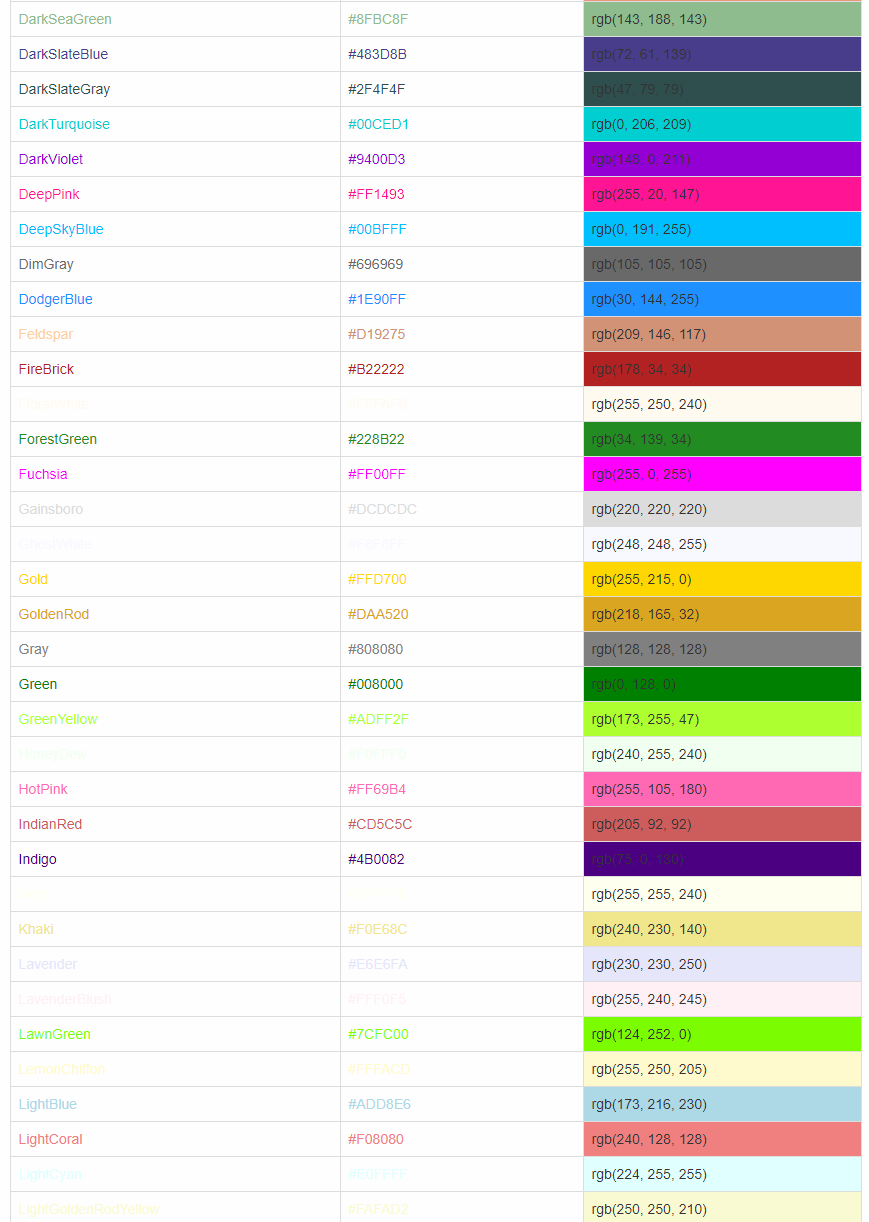 DarkSeaGreen #8FBC8F rgb(143, 188, 143)
DarkSlateBlue #483D8B rgb(72, 61, 139)
DarkSlateGray #2F4F4F rgb(47, 79, 79)
DarkTurquoise #00CED1 rgb(0, 206, 209)
DarkViolet #9400D3 rgb(148, 0, 211)
DeepPink #FF1493 rgb(255, 20, 147)
DeepSkyBlue #00BFFF rgb(0, 191, 255)
DimGray #696969 rgb(105, 105, 105)
DodgerBlue #1E90FF rgb(30, 144, 255)
Feldspar #D19275 rgb(209, 146, 117)
FireBrick #B22222 rgb(178, 34, 34)
FloralWhite #FFFAF0 rgb(255, 250, 240)
ForestGreen #228B22 rgb(34, 139, 34)
Fuchsia #FF00FF rgb(255, 0, 255)
Gainsboro #DCDCDC rgb(220, 220, 220)
GhostWhite #F8F8FF rgb(248, 248, 255)
Gold #FFD700 rgb(255, 215, 0)
GoldenRod #DAA520 rgb(218, 165, 32)
Gray #808080 rgb(128, 128, 128)
Green #008000 rgb(0, 128, 0)
GreenYellow #ADFF2F rgb(173, 255, 47)
HoneyDew #F0FFF0 rgb(240, 255, 240)
HotPink #FF69B4 rgb(255, 105, 180)
IndianRed #CD5C5C rgb(205, 92, 92)
Indigo #4B0082 rgb(75, 0, 130)
rgb(255, 255, 240)
Khaki #F0E68C rgb(240, 230, 140)
Lavender #E6E6FA rgb(230, 230, 250)
LavenderBlush #FFF0F5 rgb(255, 240, 245)
LawnGreen #7CFC00 rgb(124, 252, 0)
LemonChiffon #FFFACD rgb(255, 250, 205)
LightBlue #ADD8E6 rgb(173, 216, 230)
LightCoral #F08080 rgb(240, 128, 128)
LightCyan #E0FFFF rgb(224, 255, 255)
LightGoldenRodYellow #FAFAD2 rgb(250, 250, 210)